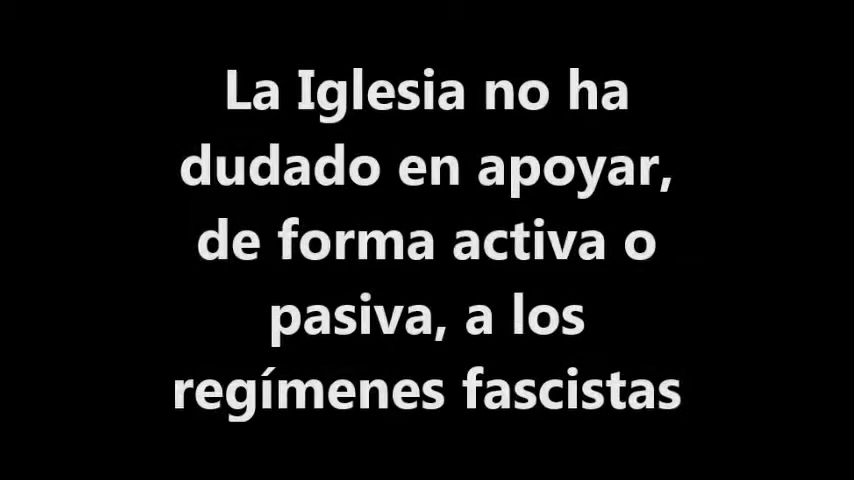 La Iglesia no ha
dudado en apoyar,
de forma activa o
pasiva, a los
regímenes fascistas